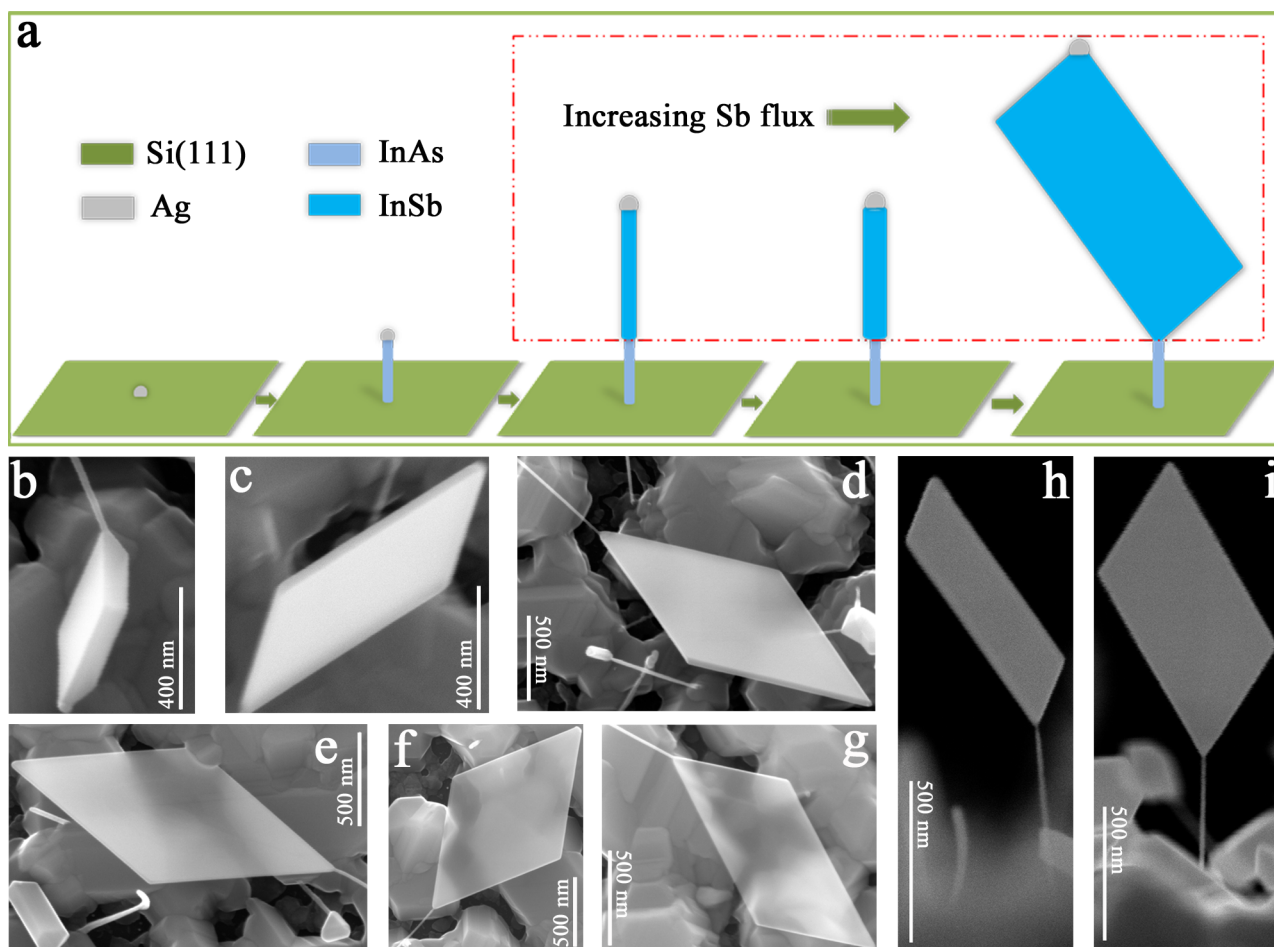 a
Increasing Sb flux
Si(111)
InAs
Ag
InSb
b
400 nm
c
400 nm
d
500 nm
h
500 nm
i
500 nm
e
500 nm
f
500 nm
g
500 nm